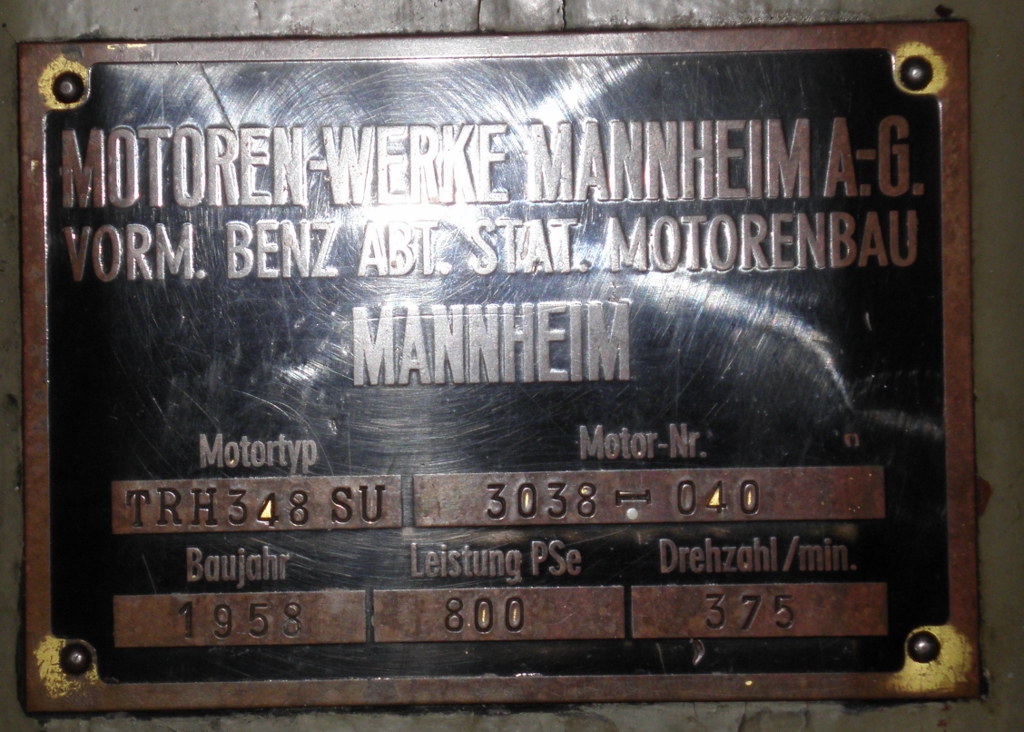 MOTOREN-WERKE MANNHEIM A.-G.
VORM. BENZ ABT. STAT. MOTORENBAU
MANNHEIM
Motortyp Motor-Nr.
TRH348 SU 3038 - 040
Baujahr Leistung PSe Drehzahl/min.
1958 800 375